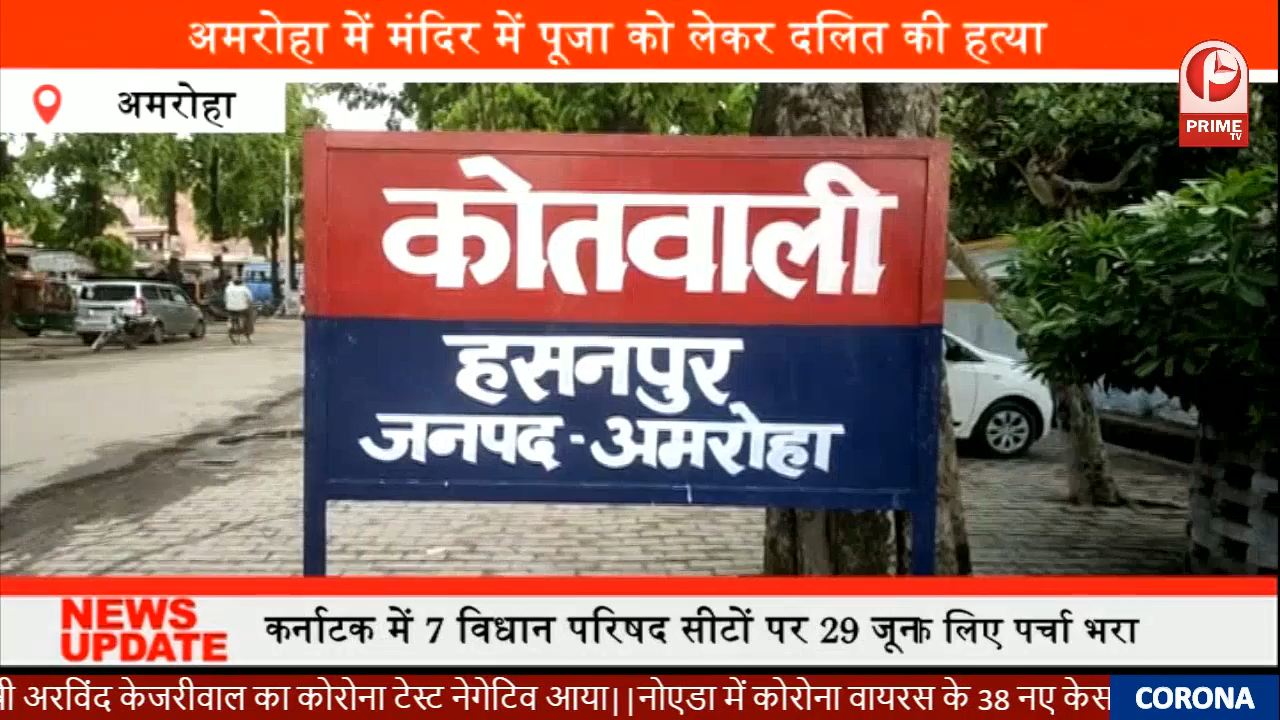 अमरोहा में मंदिर में पूजा को लेकर दलित की हत्या
PRIME
TV
अमरोहा
कोतवाली
हसनपुर
जनपद - अमरोहा
NEWS
UPDATE
कर्नाटक में 7 विधान परिषद सीटों पर 29 जून लिए पर्चा भरा
अरविंद केजरीवाल का कोरोना टेस्ट नेगेटिव आया||नोएडा में कोरोना वायरस के 38 नए केस
CORONA